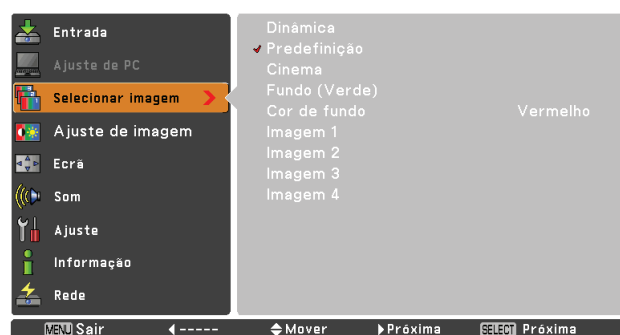 Entrada
Ajuste de PC
Selecionar imagem
Ajuste de imagem
Ecrã
Som
Ajuste
Informação
Rede
Dinâmica
Predefinição
Cinema
Fundo (Verde)
Cor de fundo Vermelho
Imagem 1
Imagem 2
Imagem 3
Imagem 4
MENU Sair ----- Mover Próxima SELECT Próxima